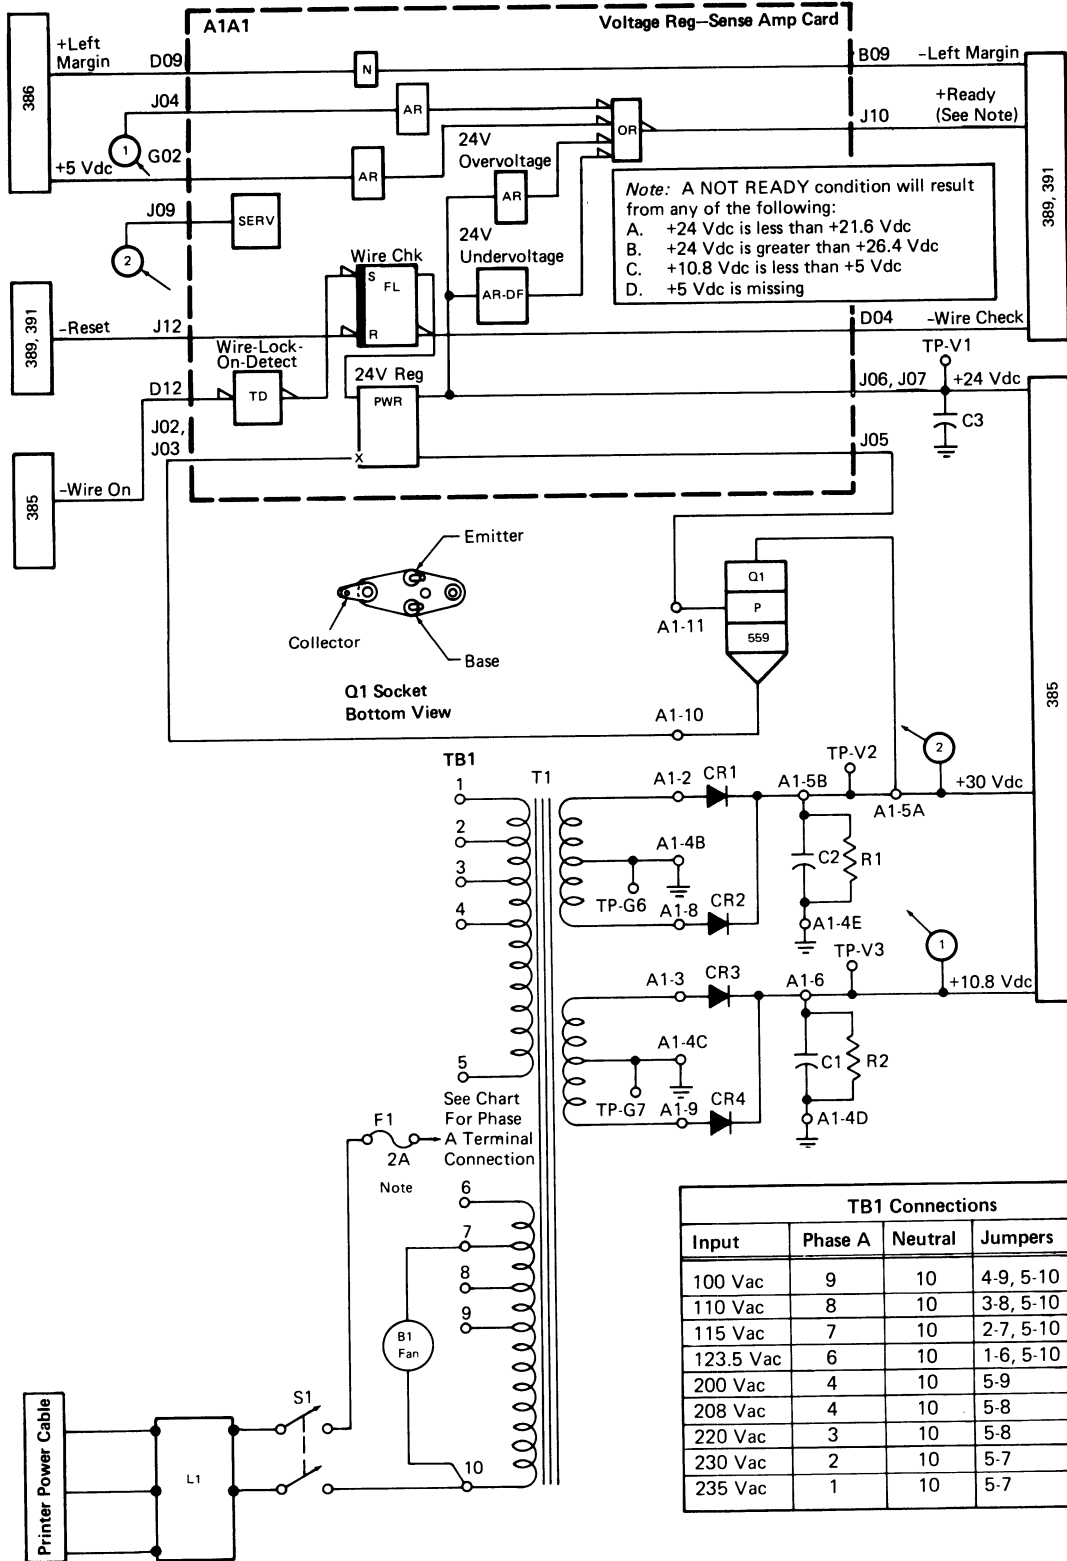 A1A1
Voltage Reg—Sense Amp Card
386
+Left
Margin
D09
N
B09
–Left Margin
J04
AR
1
+5 Vdc
G02
AR
24V
Overvoltage
AR
OR
J10
+Ready
(See Note)
389, 391
J09
SERV
2
24V
Undervoltage
AR-DF
Note: A NOT READY condition will result
from any of the following:
A. +24 Vdc is less than +21.6 Vdc
B. +24 Vdc is greater than +26.4 Vdc
C. +10.8 Vdc is less than +5 Vdc
D. +5 Vdc is missing
Wire Chk
S
FL
R
389, 391
–Reset
J12
D04
–Wire Check
Wire-Lock-
On-Detect
TD
D12
24V Reg
PWR
X
J02,
J03
TP-V1
J06, J07
+24 Vdc
C3
J05
385
–Wire On
Emitter
Collector
Base
Q1 Socket
Bottom View
Q1
P
559
A1-11
A1-10
385
TB1
1
2
3
4
5
T1
A1-2
CR1
A1-5B
TP-V2
A1-5A
2
+30 Vdc
A1-4B
TP-G6
A1-8
CR2
C2
R1
A1-4E
TP-V3
1
A1-3
CR3
A1-6
+10.8 Vdc
A1-4C
TP-G7
A1-9
CR4
C1
R2
A1-4D
See Chart
For Phase
A Terminal
Connection
F1
2A
Note
6
7
8
9
10
B1
Fan
S1
L1
Printer Power Cable
TB1 Connections
Input Phase A Neutral Jumpers
100 Vac 9 10 4-9, 5-10
110 Vac 8 10 3-8, 5-10
115 Vac 7 10 2-7, 5-10
123.5 Vac 6 10 1-6, 5-10
200 Vac 4 10 5-9
208 Vac 4 10 5-8
220 Vac 3 10 5-8
230 Vac 2 10 5-7
235 Vac 1 10 5-7